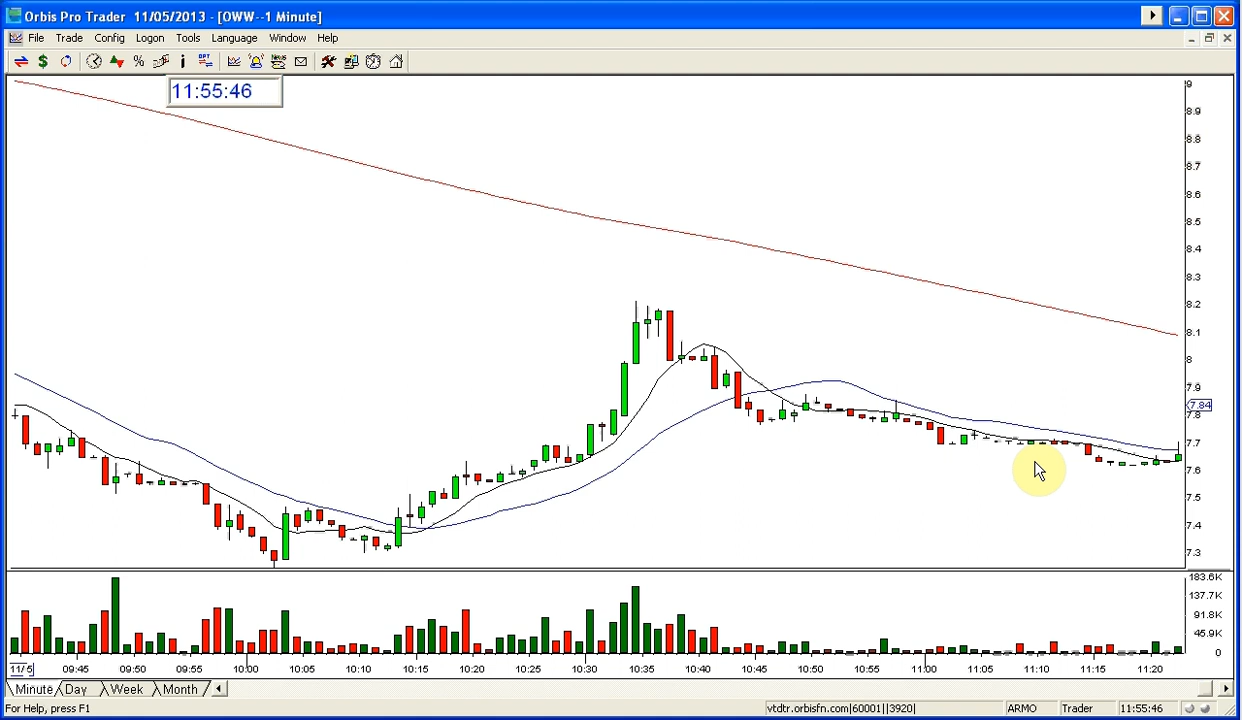 Orbis Pro Trader 11/05/2013 - [OWW--1 Minute]
File Trade Config Logon Tools Language Window Help
11:55:46
9
8.9
8.8
8.7
8.6
8.5
8.4
8.3
8.2
8.1
8
7.9
7.84
7.8
7.7
7.6
7.5
7.4
7.3
183.6K
137.7K
91.8K
45.9K
0
11/5 09:45 09:50 09:55 10:00 10:05 10:10 10:15 10:20 10:25 10:30 10:35 10:40 10:45 10:50 10:55 11:00 11:05 11:10 11:15 11:20
Minute Day Week Month
For Help, press F1 vtdtr.orbisfn.com|60001||3920| ARMO Trader 11:55:46